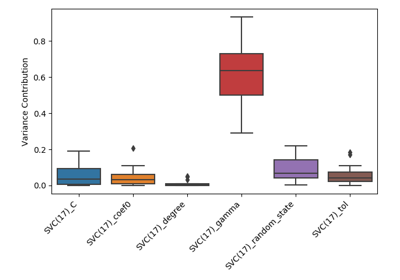 0.8
0.6
0.4
0.2
0.0
Variance Contribution
SVC(17)_C
SVC(17)_coef0
SVC(17)_degree
SVC(17)_gamma
SVC(17)_random_state
SVC(17)_tol